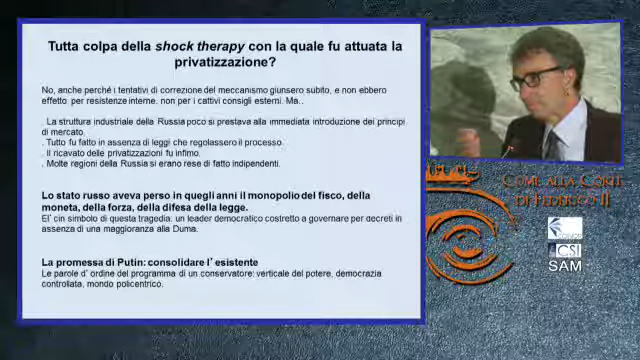 Tutta colpa della shock therapy con la quale fu attuata la
privatizzazione?
No, anche perché i tentativi di correzione del meccanismo giunsero subito, e non ebbero
effetto per resistenze interne, non per i cattivi consigli esterni. Ma..
. La struttura industriale della Russia poco si prestava alla immediata introduzione dei principi
di mercato.
. Tutto fu fatto in assenza di leggi che regolassero il processo.
. Il ricavato delle privatizzazioni fu infimo.
. Molte regioni della Russia si erano rese di fatto indipendenti.
Lo stato russo aveva perso in quegli anni il monopolio del fisco, della
moneta, della forza, della difesa della legge.
El'cin simbolo di questa tragedia: un leader democratico costretto a governare per decreti in
assenza di una maggioranza alla Duma.
La promessa di Putin: consolidare l'esistente
Le parole d'ordine del programma di un conservatore: verticale del potere, democrazia
controllata, mondo policentrico.
Come alla Corte
di Federico II
CSI
SAM